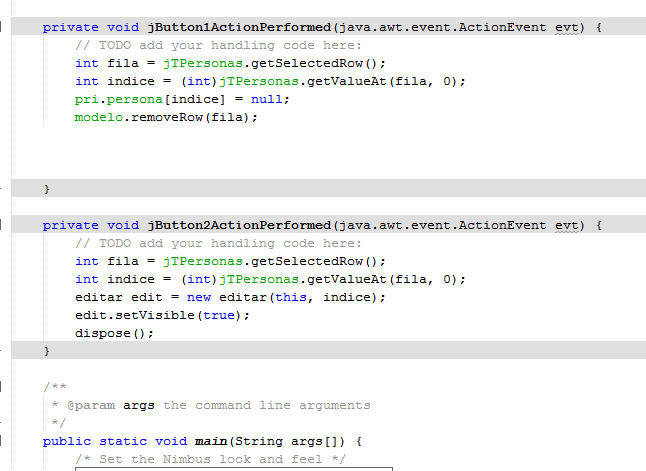 private void jButton1ActionPerformed(java.awt.event.ActionEvent evt) {
// TODO add your handling code here:
int fila = jTPersonas.getSelectedRow();
int indice = (int)jTPersonas.getValueAt(fila, 0);
pri.persona[indice] = null;
modelo.removeRow(fila);
}
private void jButton2ActionPerformed(java.awt.event.ActionEvent evt) {
// TODO add your handling code here:
int fila = jTPersonas.getSelectedRow();
int indice = (int)jTPersonas.getValueAt(fila, 0);
editar edit = new editar(this, indice);
edit.setVisible(true);
dispose();
}
/**
* @param args the command line arguments
*/
public static void main(String args[]) {
/* Set the Nimbus look and feel */